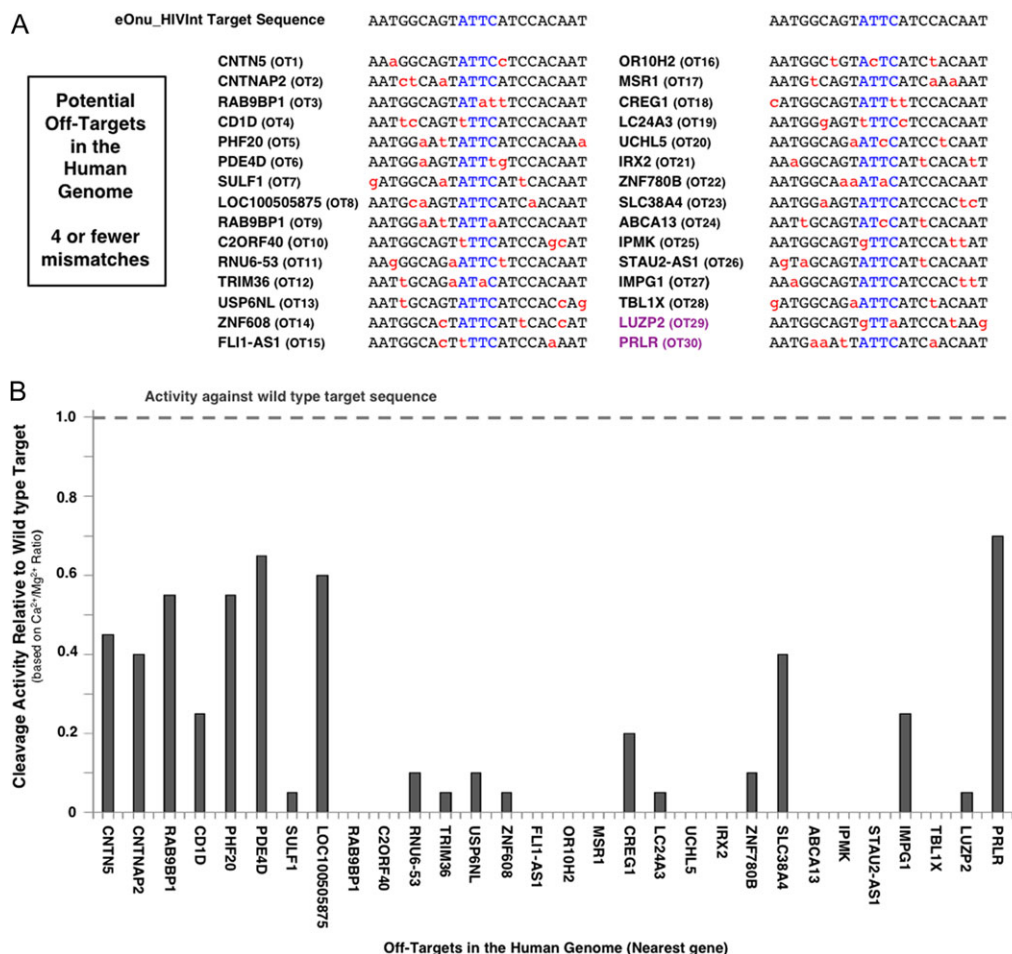 A
eOnu_HIVInt Target Sequence AATGGCAGTATTCATCCACAAT AATGGCAGTATTCATCCACAAT
Potential
Off-Targets
in the
Human
Genome
4 or fewer
mismatches
CNTN5 (OT1) AAaGGCAGTATTCcTCCACAAT
CNTNAP2 (OT2) AATctCAaTATTCATCCACAAT
RAB9BP1 (OT3) AATGGCAGTATattTCCACAAT
CD1D (OT4) AATtcCAGTtTTCATCCACAAT
PHF20 (OT5) AATGGaAtTATTCATCCACAAa
PDE4D (OT6) AATGGaAGTATTtgTCCACAAT
SULF1 (OT7) gATGGCAaTATTCATtCACAAT
LOC100505875 (OT8) AATGcaAGTATTCATCaACAAT
RAB9BP1 (OT9) AATGGaAtTATTaATCCACAAT
C2ORF40 (OT10) AATGGCAGTtTTCATCCAgcAT
RNU6-53 (OT11) AAgGGCAGaATTCtTCCACAAT
TRIM36 (OT12) AATtGCAGaATaCATCCACAAT
USP6NL (OT13) AATtGCAGTATTCATCCACcAg
ZNF608 (OT14) AATGGCAcTATTCATtCACcAT
FLI1-AS1 (OT15) AATGGCAcTtTTCATCCAaAAT
OR10H2 (OT16) AATGGCtGTAcTCATCtACAAT
MSR1 (OT17) AATGtCAGTATTCATCaAaAAT
CREG1 (OT18) cATGGCAGTATTttTCCACAAT
LC24A3 (OT19) AATGGgAGTtTTCcTCCACAAT
UCHL5 (OT20) AATGGCAGaATcCATCCtCAAT
IRX2 (OT21) AAaGGCAGTATTCATtCACAtT
ZNF780B (OT22) AATGGCAaaATaCATCCACAAT
SLC38A4 (OT23) AATGGaAGTATTCATCCACtcT
ABCA13 (OT24) AATtGCAGTATcCATtCACAAT
IPMK (OT25) AATGGCAGTgTTCATCCAttAT
STAU2-AS1 (OT26) AgTaGCAGTATTCATtCACAAT
IMPG1 (OT27) AAaGGCAGTATTCATCCACttT
TBL1X (OT28) gATGGCAGaATTCATCtACAAT
LUZP2 (OT29) AATGGCAGTgTTaATCCAtAAg
PRLR (OT30) AATGaaAtTATTCATCaACAAT
B
Activity against wild type target sequence
Cleavage Activity Relative to Wild type Target
(based on Ca²⁺/Mg²⁺ Ratio)
1.0
0.8
0.6
0.4
0.2
0
CNTN5
CNTNAP2
RAB9BP1
CD1D
PHF20
PDE4D
SULF1
LOC100505875
RAB9BP1
C2ORF40
RNU6-53
TRIM36
USP6NL
ZNF608
FLI1-AS1
OR10H2
MSR1
CREG1
LC24A3
UCHL5
IRX2
ZNF780B
SLC38A4
ABCA13
IPMK
STAU2-AS1
IMPG1
TBL1X
LUZP2
PRLR
Off-Targets in the Human Genome (Nearest gene)